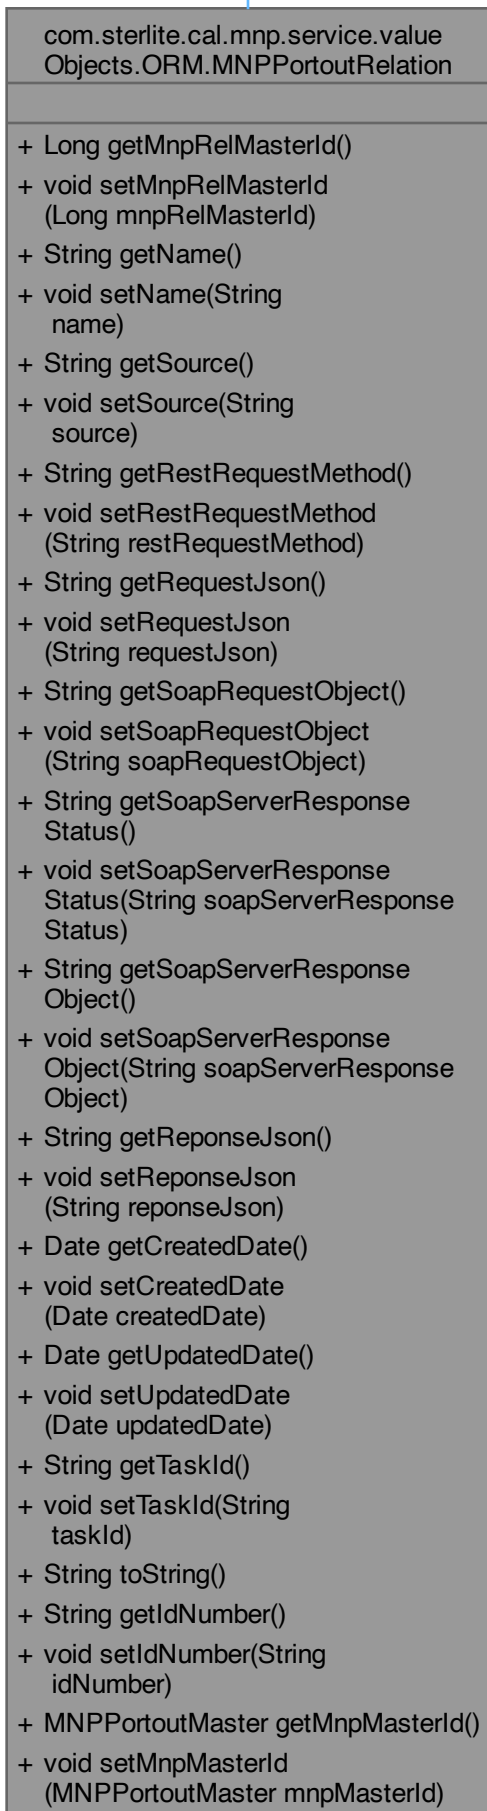 com.sterlite.cal.mnp.service.value
Objects.ORM.MNPPortoutRelation
+ Long getMnpRelMasterId()
+ void setMnpRelMasterId
(Long mnpRelMasterId)
+ String getName()
+ void setName(String
name)
+ String getSource()
+ void setSource(String
source)
+ String getRestRequestMethod()
+ void setRestRequestMethod
(String restRequestMethod)
+ String getRequestJson()
+ void setRequestJson
(String requestJson)
+ String getSoapRequestObject()
+ void setSoapRequestObject
(String soapRequestObject)
+ String getSoapServerResponse
Status()
+ void setSoapServerResponse
Status(String soapServerResponse
Status)
+ String getSoapServerResponse
Object()
+ void setSoapServerResponse
Object(String soapServerResponse
Object)
+ String getReponseJson()
+ void setReponseJson
(String reponseJson)
+ Date getCreatedDate()
+ void setCreatedDate
(Date createdDate)
+ Date getUpdatedDate()
+ void setUpdatedDate
(Date updatedDate)
+ String getTaskId()
+ void setTaskId(String
taskId)
+ String toString()
+ String getIdNumber()
+ void setIdNumber(String
idNumber)
+ MNPPortoutMaster getMnpMasterId()
+ void setMnpMasterId
(MNPPortoutMaster mnpMasterId)